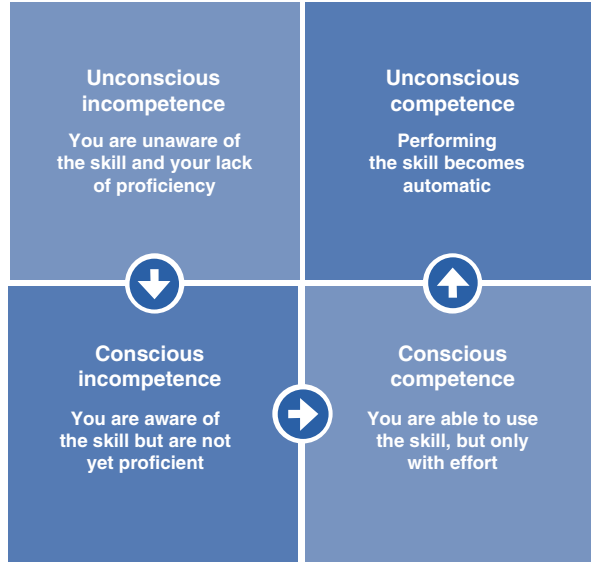 Unconscious
incompetence
You are unaware of
the skill and your lack
of proficiency
Unconscious
competence
Performing
the skill becomes
automatic
Conscious
incompetence
You are aware of
the skill but are not
yet proficient
Conscious
competence
You are able to use
the skill, but only
with effort